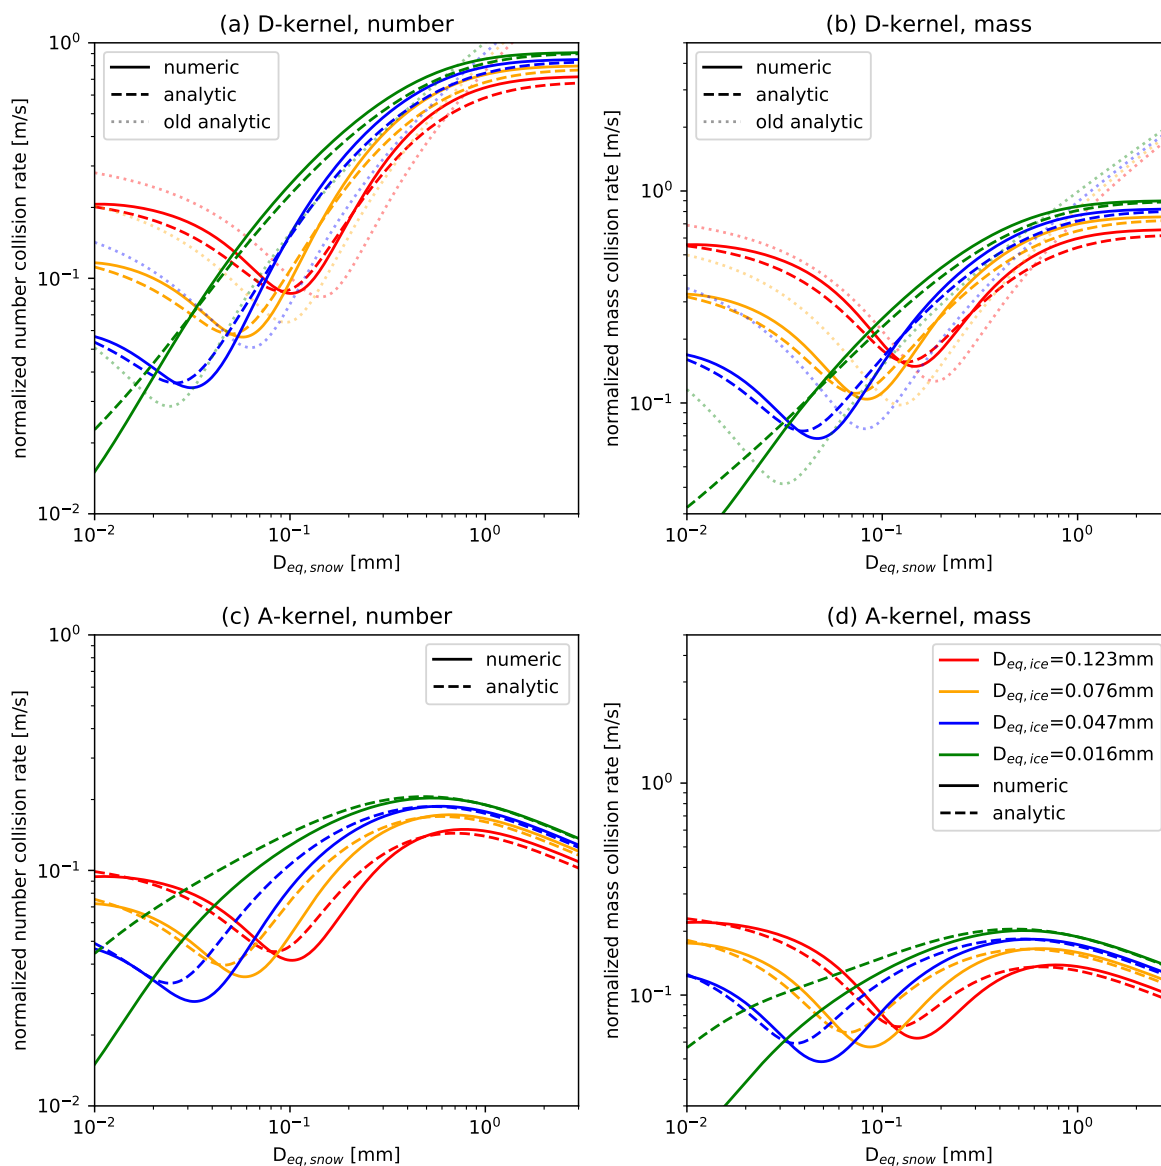 (a) D-kernel, number
normalized number collision rate [m/s]
10⁰
10⁻¹
10⁻²
numeric
analytic
old analytic
10⁻² 10⁻¹ 10⁰
D_eq, snow [mm]
(b) D-kernel, mass
normalized mass collision rate [m/s]
10⁰
10⁻¹
numeric
analytic
old analytic
10⁻² 10⁻¹ 10⁰
D_eq, snow [mm]
(c) A-kernel, number
normalized number collision rate [m/s]
10⁰
10⁻¹
10⁻²
numeric
analytic
10⁻² 10⁻¹ 10⁰
D_eq, snow [mm]
(d) A-kernel, mass
normalized mass collision rate [m/s]
10⁰
10⁻¹
D_eq, ice=0.123mm
D_eq, ice=0.076mm
D_eq, ice=0.047mm
D_eq, ice=0.016mm
numeric
analytic
10⁻² 10⁻¹ 10⁰
D_eq, snow [mm]